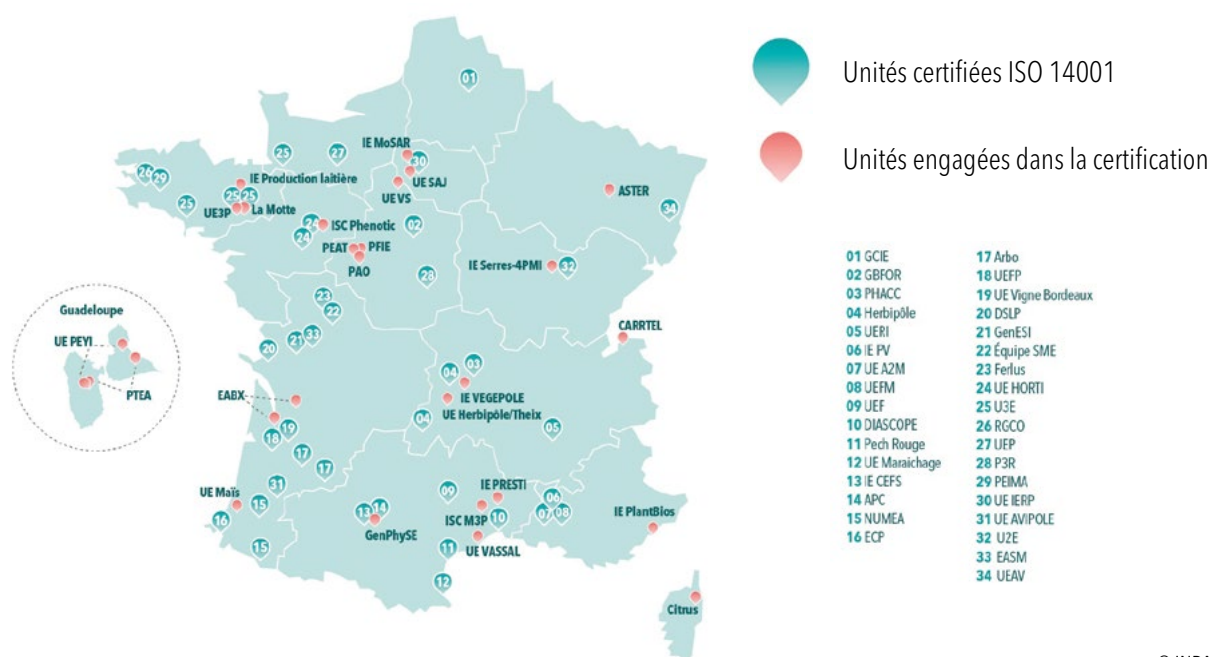 Unités certifiées ISO 14001
Unités engagées dans la certification
01
IE MoSAR
30
25
27
UE SAJ
UE VS
26
29
IE Production laitière
25
25
25
UE3P
La Motte
ASTER
34
24
ISC Phenotic
02
24
PEAT
PFIE
PAO
28
IE Serres-4PMI
32
23
22
Guadeloupe
UE PEYI
PTEA
20
21
33
CARRTEL
04
03
IE VEGEPOLE
UE Herbipôle/Theix
EABX
04
05
19
18
17
17
31
UE Maïs
15
16
15
09
IE PRESTI
06
13
14
GenPhySE
ISC M3P
10
07
08
IE PlantBios
UE VASSAL
11
12
Citrus
01 GCIE
02 GBFOR
03 PHACC
04 Herbipôle
05 UERI
06 IE PV
07 UE A2M
08 UEFM
09 UEF
10 DIASCOPE
11 Pech Rouge
12 UE Maraichage
13 IE CEFS
14 APC
15 NUMEA
16 ECP
17 Arbo
18 UEFP
19 UE Vigne Bordeaux
20 DSLP
21 GenESI
22 Équipe SME
23 Ferlus
24 UE HORTI
25 U3E
26 RGCO
27 UEP
28 P3R
29 PEIMA
30 UE IERP
31 UE AVIPOLE
32 U2E
33 EASM
34 UEAV